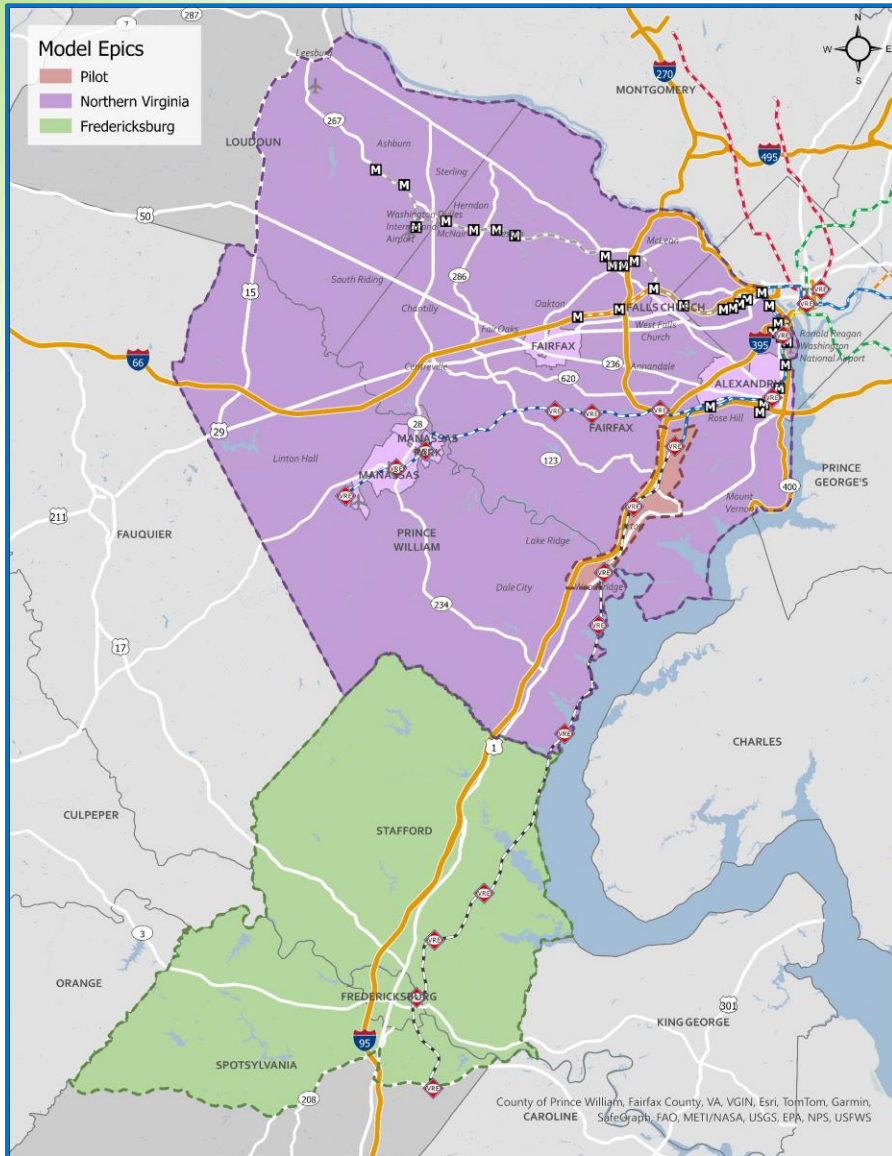 287
7
N
W E
S
Model Epics
Pilot
Northern Virginia
Fredericksburg
Leesburg
270
MONTGOMERY
LOUDOUN
267
Ashburn
495
Sterling
50
Herndon
Washington Dulles
International
Airport
McLean
286
South Riding
15
Chantilly
Oakton
FALLS CHURCH
Fair Oaks
West Falls
Church
FAIRFAX
395
Ronald Reagan
Washington
National Airport
66
236
Annandale
Centreville
620
ALEXANDRIA
29
28
Rose Hill
FAIRFAX
MANASSAS
PARK
Linton Hall
123
MANASSAS
PRINCE
GEORGE'S
400
Mount
Vernon
211
FAUQUIER
PRINCE
WILLIAM
Lake Ridge
Dale City
Woodbridge
234
17
1
CHARLES
CULPEPER
STAFFORD
3
ORANGE
FREDERICKSBURG
301
KING GEORGE
95
SPOTSYLVANIA
208
County of Prince William, Fairfax County, VA, VGIN, Esri, TomTom, Garmin,
CAROLINE
SafeGraph, FAO, METI/NASA, USGS, EPA, NPS, USFWS
M
VRE